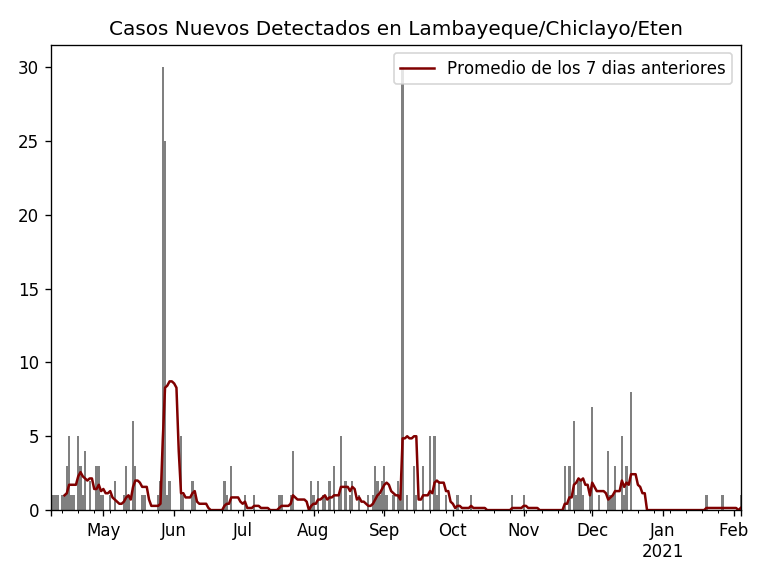 Casos Nuevos Detectados en Lambayeque/Chiclayo/Eten
Promedio de los 7 dias anteriores
30
25
20
15
10
5
0
May Jun Jul Aug Sep Oct Nov Dec Jan Feb
2021